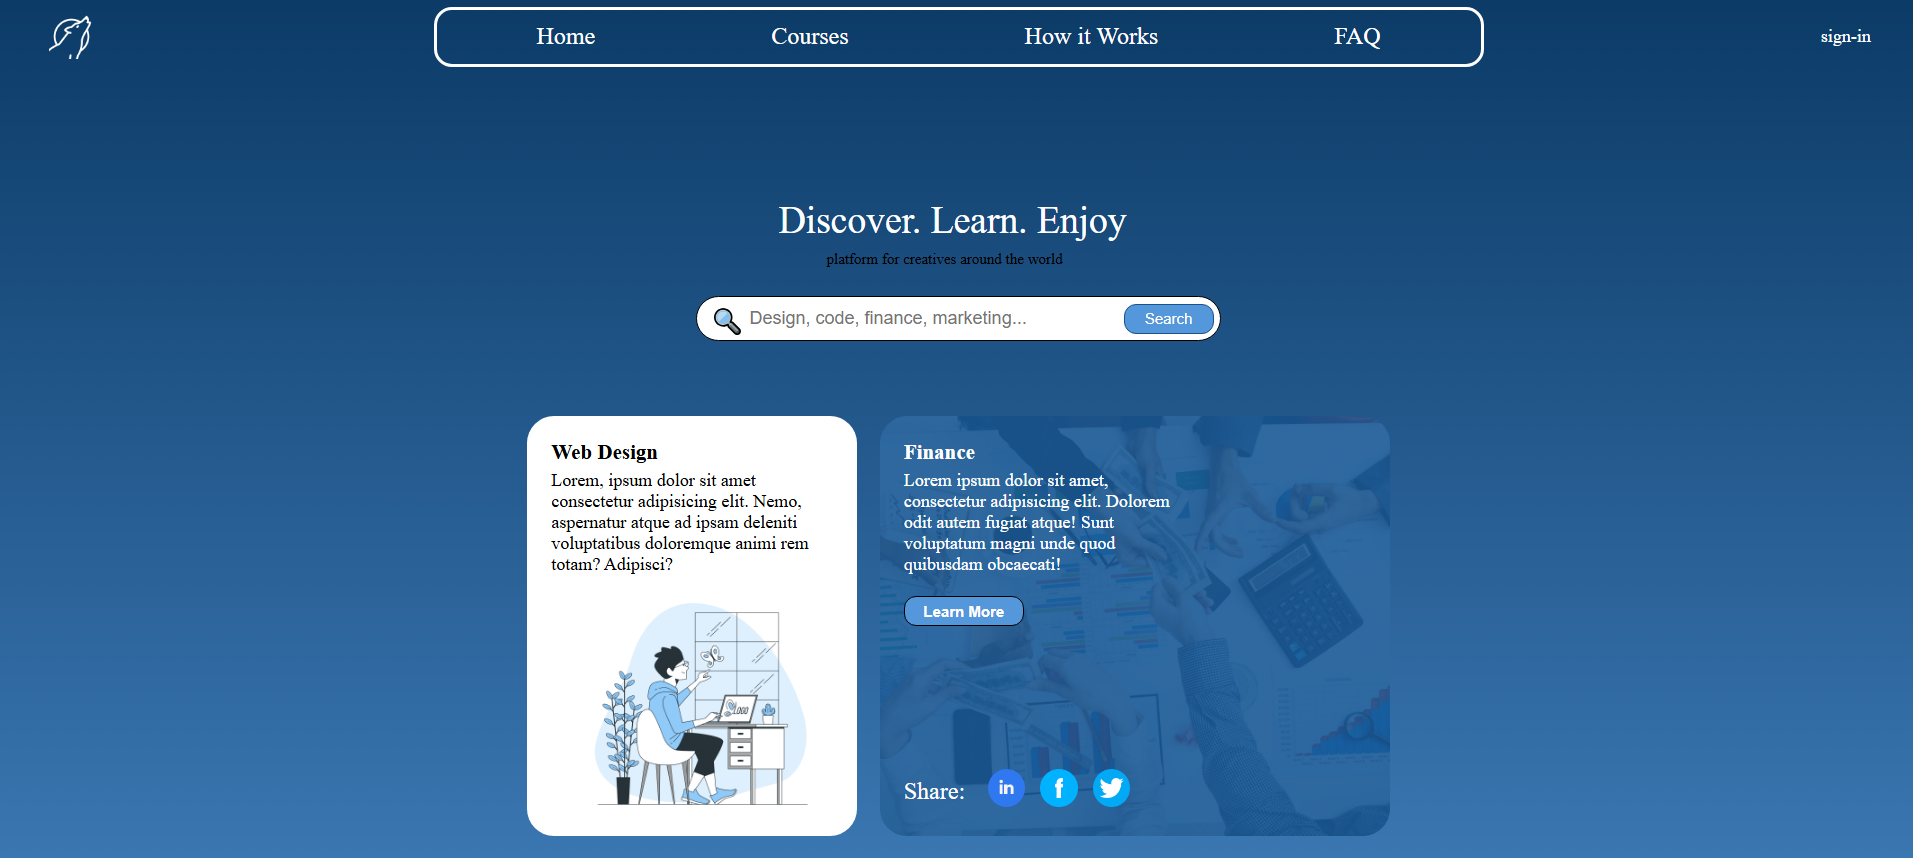 Home Courses How it Works FAQ sign-in
Discover. Learn. Enjoy
platform for creatives around the world
Design, code, finance, marketing... Search
Web Design
Lorem, ipsum dolor sit amet
consectetur adipisicing elit. Nemo,
aspernatur atque ad ipsam deleniti
voluptatibus doloremque animi rem
totam? Adipisci?
LOGO
Finance
Lorem ipsum dolor sit amet,
consectetur adipisicing elit. Dolorem
odit autem fugiat atque! Sunt
voluptatum magni unde quod
quibusdam obcaecati!
Learn More
Share: in f